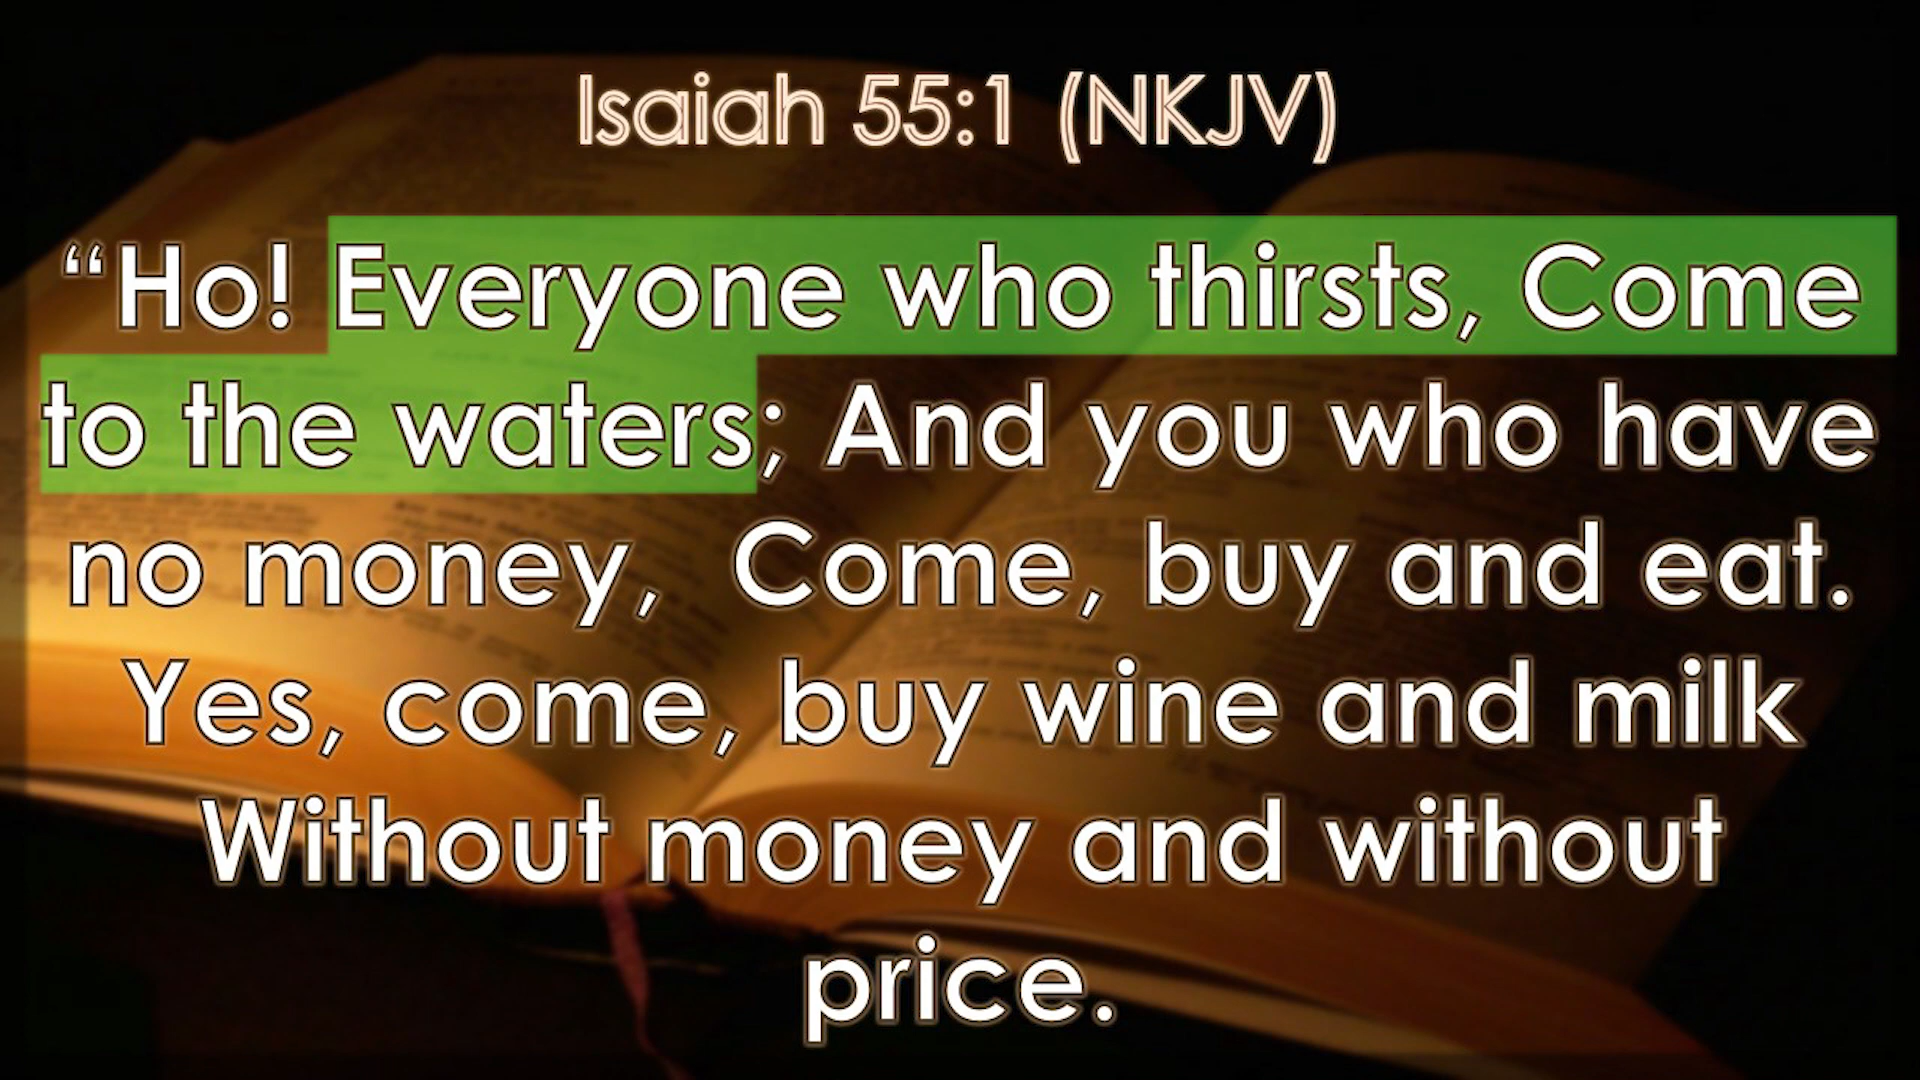 Isaiah 55:1 (NKJV)
“Ho! Everyone who thirsts, Come
to the waters; And you who have
no money,  Come, buy and eat.
Yes, come, buy wine and milk
Without money and without
price.